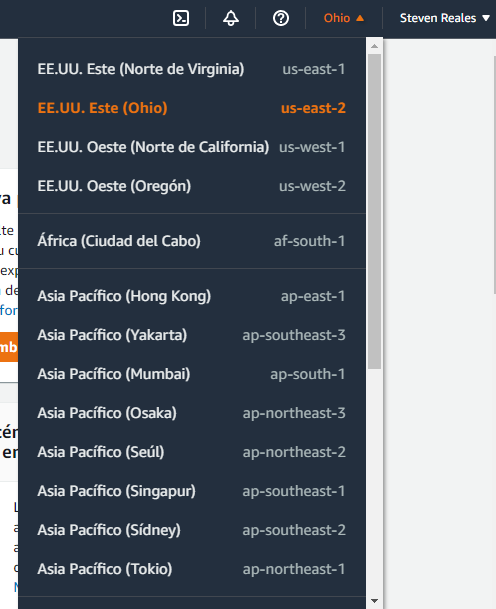 Ohio ▲ Steven Reales ▼
EE.UU. Este (Norte de Virginia) us-east-1
EE.UU. Este (Ohio) us-east-2
EE.UU. Oeste (Norte de California) us-west-1
EE.UU. Oeste (Oregón) us-west-2
África (Ciudad del Cabo) af-south-1
Asia Pacífico (Hong Kong) ap-east-1
Asia Pacífico (Yakarta) ap-southeast-3
Asia Pacífico (Mumbai) ap-south-1
Asia Pacífico (Osaka) ap-northeast-3
Asia Pacífico (Seúl) ap-northeast-2
Asia Pacífico (Singapur) ap-southeast-1
Asia Pacífico (Sídney) ap-southeast-2
Asia Pacífico (Tokio) ap-northeast-1